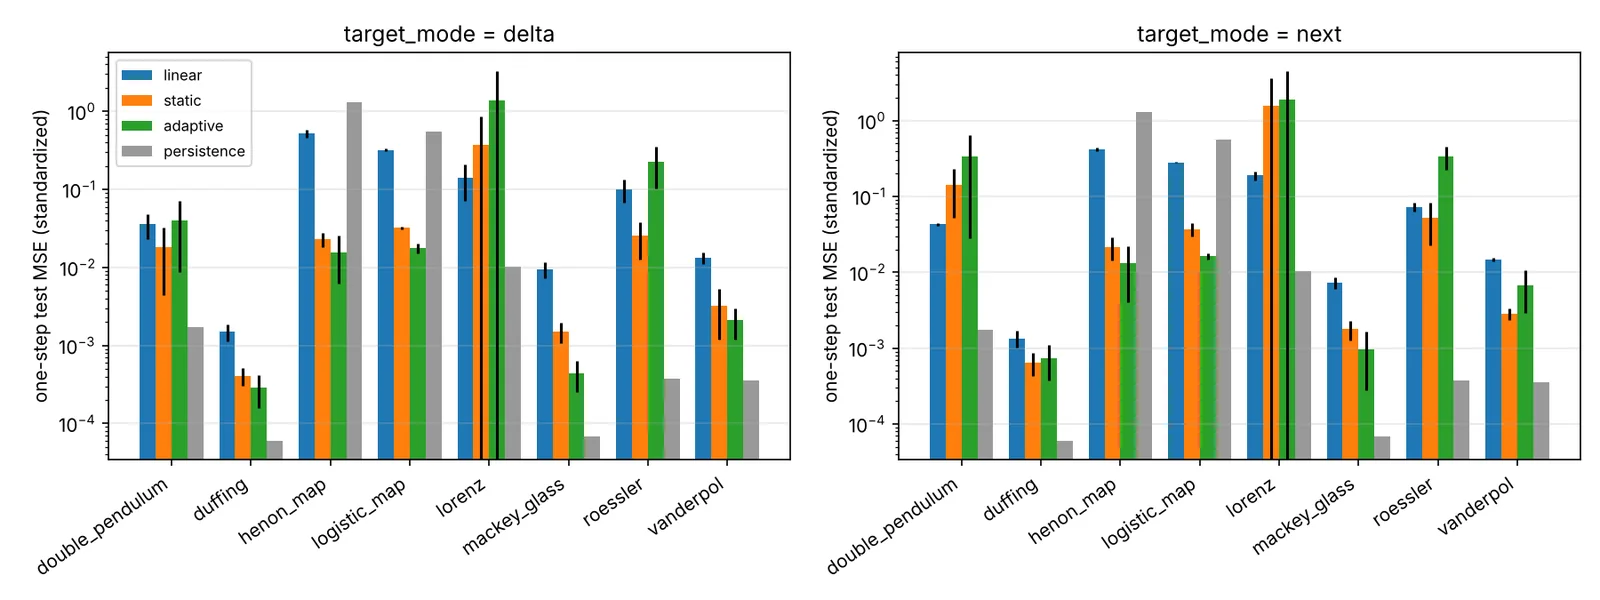 target_mode = delta
one-step test MSE (standardized)
10⁰
10⁻¹
10⁻²
10⁻³
10⁻⁴
linear
static
adaptive
persistence
double_pendulum
duffing
henon_map
logistic_map
lorenz
mackey_glass
roessler
vanderpol
target_mode = next
one-step test MSE (standardized)
10⁰
10⁻¹
10⁻²
10⁻³
10⁻⁴
double_pendulum
duffing
henon_map
logistic_map
lorenz
mackey_glass
roessler
vanderpol